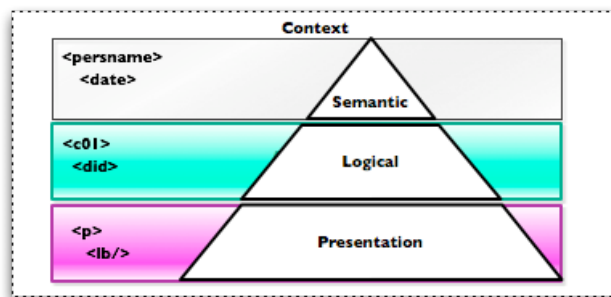 Context
<persname>
<date>
Semantic
<c01>
<did>
Logical
<p>
<lb/>
Presentation